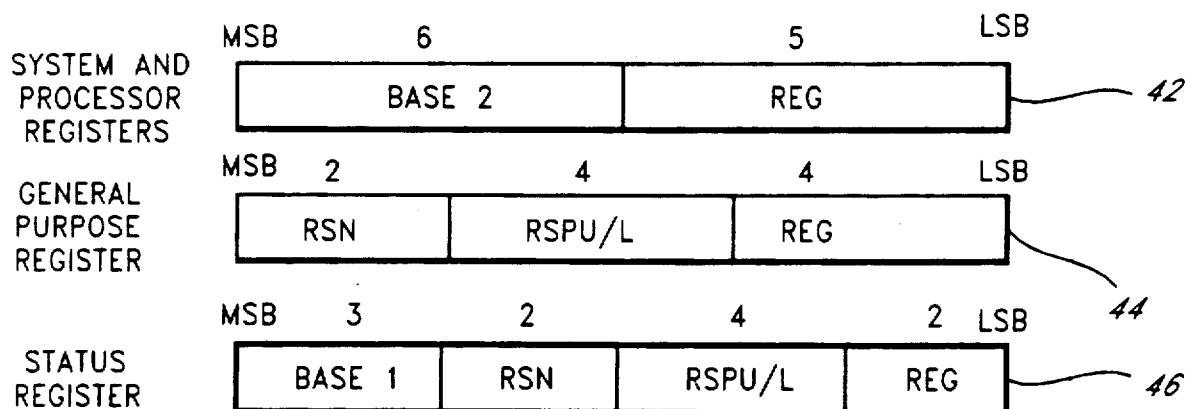 MSB 6 5 LSB
SYSTEM AND
PROCESSOR
REGISTERS
BASE 2 REG 42
MSB 2 4 4 LSB
GENERAL
PURPOSE
REGISTER
RSN RSPU/L REG 44
MSB 3 2 4 2 LSB
STATUS
REGISTER
BASE 1 RSN RSPU/L REG 46